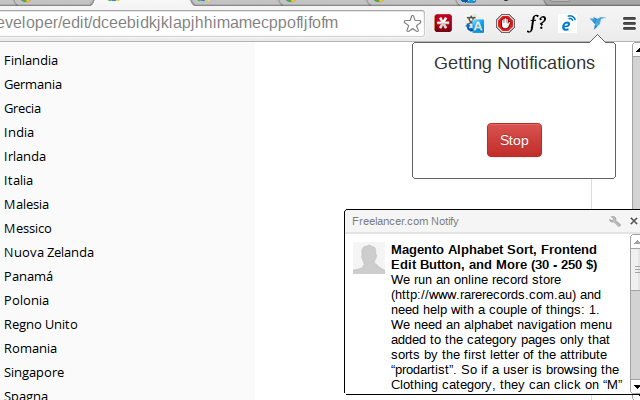 eveloper/edit/dceebidkjklapjhhimamecppofljfofm
f?
Finlandia
Germania
Grecia
India
Irlanda
Italia
Malesia
Messico
Nuova Zelanda
Panamá
Polonia
Regno Unito
Romania
Singapore
Spagna
Getting Notifications
Stop
Freelancer.com Notify
Magento Alphabet Sort, Frontend
Edit Button, and More (30 - 250 $)
We run an online record store
(http://www.rarerecords.com.au) and
need help with a couple of things: 1.
We need an alphabet navigation menu
added to the category pages only that
sorts by the first letter of the attribute
“prodartist”. So if a user is browsing the
Clothing category, they can click on “M”